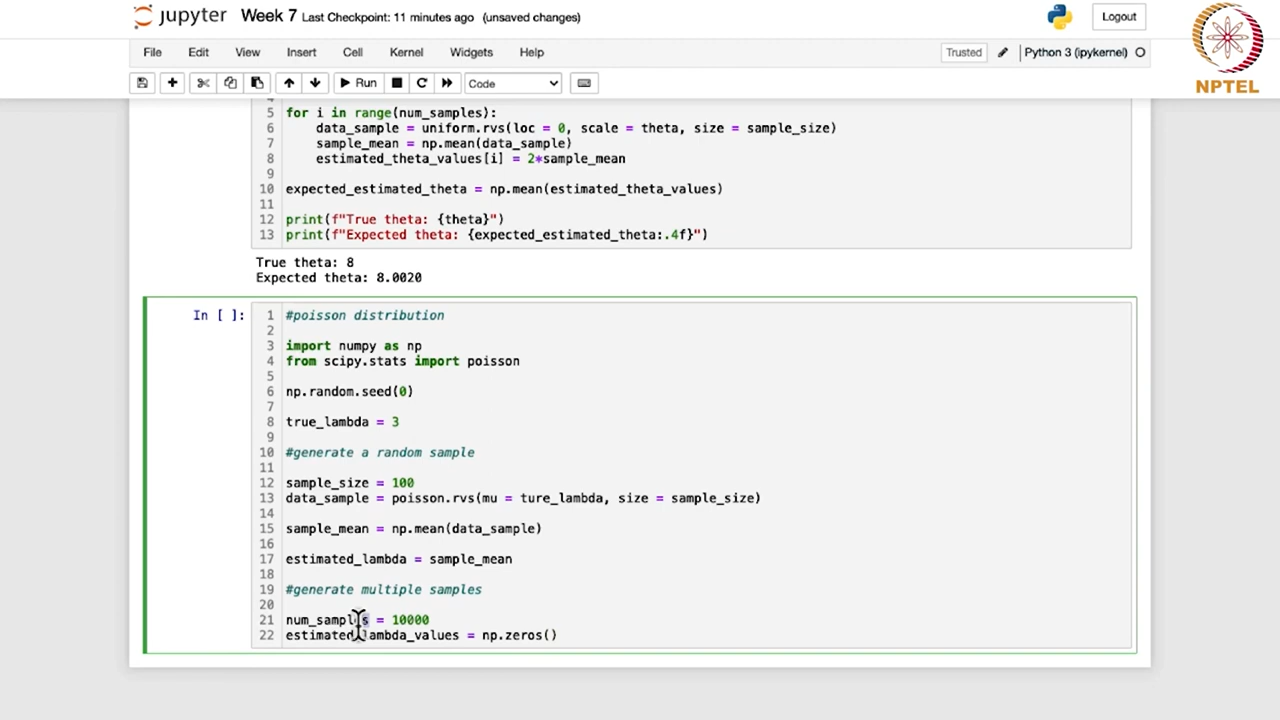 jupyter Week 7 Last Checkpoint: 11 minutes ago (unsaved changes) Logout
File Edit View Insert Cell Kernel Widgets Help Trusted Python 3 (ipykernel)
Run Code
NPTEL
4
5 for i in range(num_samples):
6 data_sample = uniform.rvs(loc = 0, scale = theta, size = sample_size)
7 sample_mean = np.mean(data_sample)
8 estimated_theta_values[i] = 2*sample_mean
9
10 expected_estimated_theta = np.mean(estimated_theta_values)
11
12 print(f"True theta: {theta}")
13 print(f"Expected theta: {expected_estimated_theta:.4f}")
True theta: 8
Expected theta: 8.0020
In [ ]: 1 #poisson distribution
2
3 import numpy as np
4 from scipy.stats import poisson
5
6 np.random.seed(0)
7
8 true_lambda = 3
9
10 #generate a random sample
11
12 sample_size = 100
13 data_sample = poisson.rvs(mu = ture_lambda, size = sample_size)
14
15 sample_mean = np.mean(data_sample)
16
17 estimated_lambda = sample_mean
18
19 #generate multiple samples
20
21 num_samples = 10000
22 estimated_lambda_values = np.zeros()